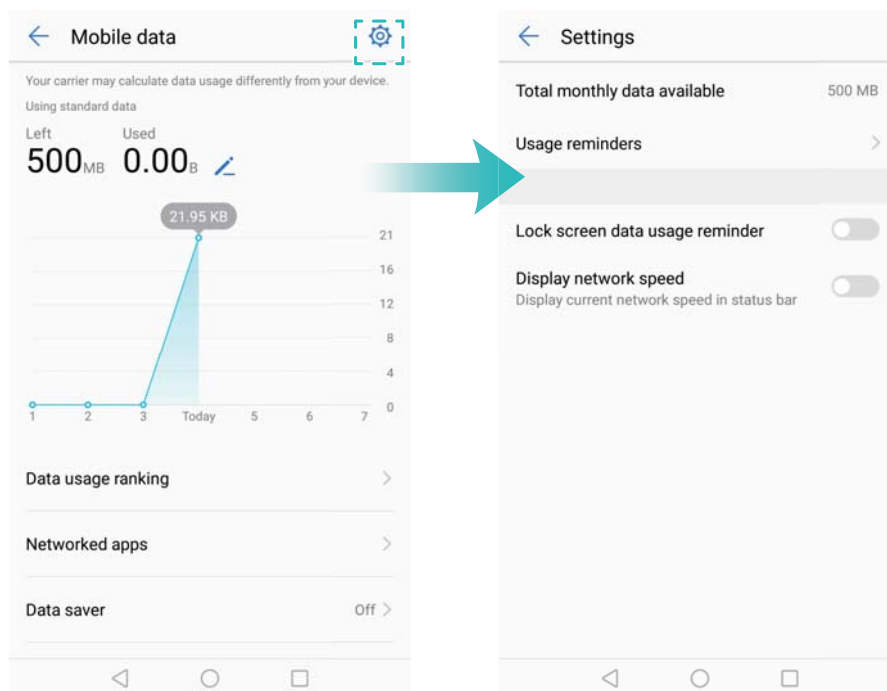 Mobile data
Your carrier may calculate data usage differently from your device.
Using standard data
Left Used
500 MB 0.00 B
21.95 KB
21
16
12
8
4
0
1 2 3 Today 5 6 7
Data usage ranking
Networked apps
Data saver Off
Settings
Total monthly data available 500 MB
Usage reminders
Lock screen data usage reminder
Display network speed
Display current network speed in status bar